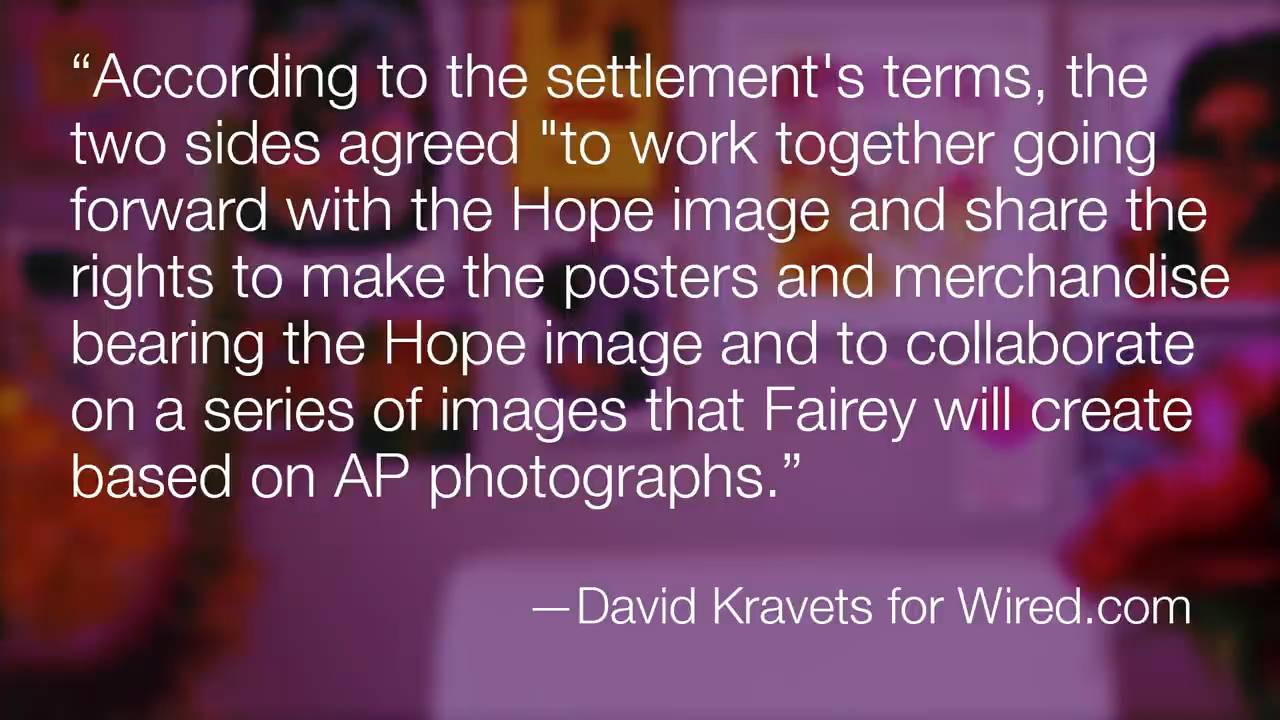 “According to the settlement's terms, the
two sides agreed "to work together going
forward with the Hope image and share the
rights to make the posters and merchandise
bearing the Hope image and to collaborate
on a series of images that Fairey will create
based on AP photographs.”
—David Kravets for Wired.com